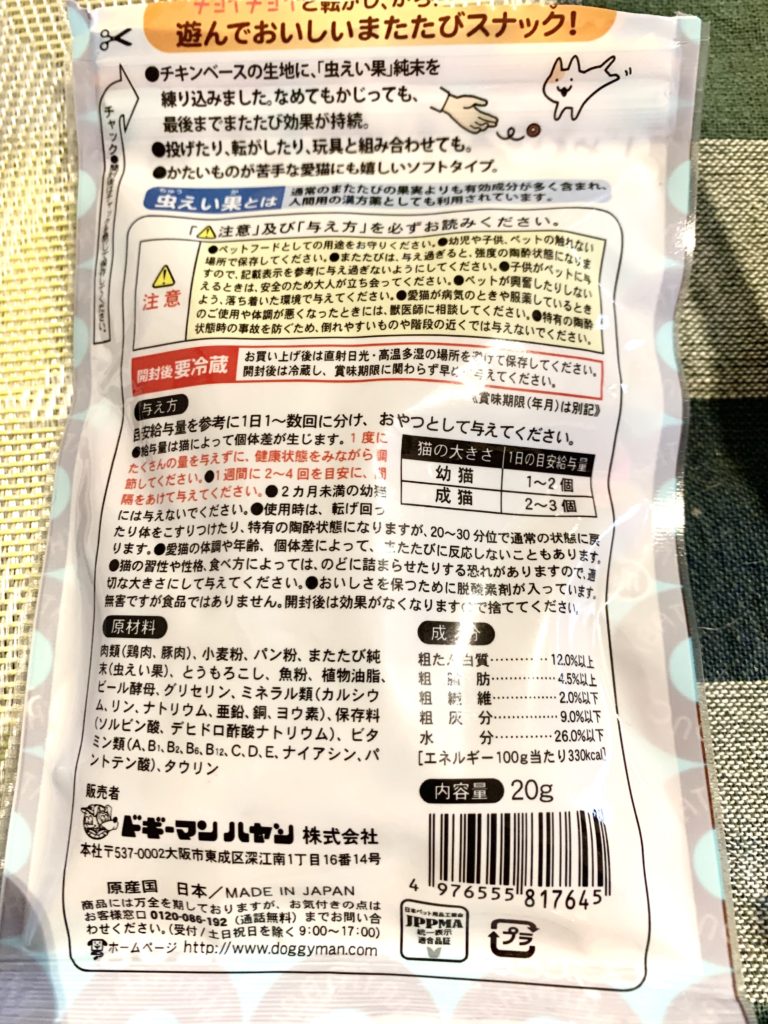 チョイチョイと転がし、から
遊んでおいしいまたたびスナック!
●チキンベースの生地に、「虫えい果」純末を
練り込みました。なめてもかじっても、
最後までまたたび効果が持続。
●投げたり、転がしたり、玩具と組み合わせても。
●かたいものが苦手な愛猫にも嬉しいソフトタイプ。
チャック
ちゅう か
虫えい果とは
通常のまたたびの果実よりも有効成分が多く含まれ、
人間用の漢方薬としても利用されています。
「⚠注意」及び「与え方」を必ずお読みください。
⚠
注意
●ペットフードとしての用途をお守りください。●幼児や子供、ペットの触れない
場所で保存してください。●またたびは、与え過ぎると、強度の陶酔状態になりま
すので、記載表示を参考に与え過ぎないようにしてください。●子供がペットに与
えるときは、安全のため大人が立ち会ってください。●ペットが興奮したりしない
よう、落ち着いた環境で与えてください。●愛猫が病気のときや服薬しているとき
のご使用や体調が悪くなったときには、獣医師に相談してください。●特有の陶酔
状態時の事故を防ぐため、倒れやすいものや階段の近くでは与えないでください。
開封後要冷蔵
お買い上げ後は直射日光・高温多湿の場所を避けて保存してください。
開封後は冷蔵し、賞味期限に関わらず早と与えてください。
《賞味期限(年月)は別記》
与え方
目安給与量を参考に1日1〜数回に分け、おやつとして与えてください。
●給与量は猫によって個体差が生じます。1度に
たくさんの量を与えずに、健康状態をみながら調
節してください。●1週間に2〜4回を目安に、間
隔をあけて与えてください。●2カ月未満の幼猫
には与えないでください。●使用時は、転げ回っ
たり体をこすりつけたり、特有の陶酔状態になりますが、20〜30分位で通常の状態に戻
ります。●愛猫の体調や年齢、個体差によって、またたびに反応しないこともあります。
●猫の習性や性格、食べ方によっては、のどに詰まらせたりする恐れがありますので、適
切な大きさにして与えてください。●おいしさを保つために脱酸素剤が入っています。
無害ですが食品ではありません。開封後は効果がなくなりますので捨ててください。
猫の大きさ 1日の目安給与量
幼猫 1〜2個
成猫 2〜3個
原材料
肉類(鶏肉、豚肉)、小麦粉、パン粉、またたび純
末(虫えい果)、とうもろこし、魚粉、植物油脂、
ビール酵母、グリセリン、ミネラル類(カルシウ
ム、リン、ナトリウム、亜鉛、銅、ヨウ素)、保存料
(ソルビン酸、デヒドロ酢酸ナトリウム)、ビタ
ミン類(A、B₁、B₂、B₆、B₁₂、C、D、E、ナイアシン、パ
ントテン酸)、タウリン
成分
粗たん白質…………12.0%以上
粗脂肪…………4.5%以上
粗繊維…………2.0%以下
粗灰分…………9.0%以下
水分…………26.0%以下
[エネルギー100g当たり330kcal]
内容量 20g
販売者
ドギーマンハヤシ 株式会社
本社〒537-0002大阪市東成区深江南1丁目16番14号
原産国 日本/MADE IN JAPAN
商品には万全を期しておりますが、お気付きの点は
お客様窓口 0120-086-192 (通話無料) までお問い合
わせください。(受付/土日祝日を除く9:00〜17:00)
ホームページ http://www.doggyman.com
4 976555 817645
日本ペット用品工業会
JPPMA
統一表示
適合品証
プラ